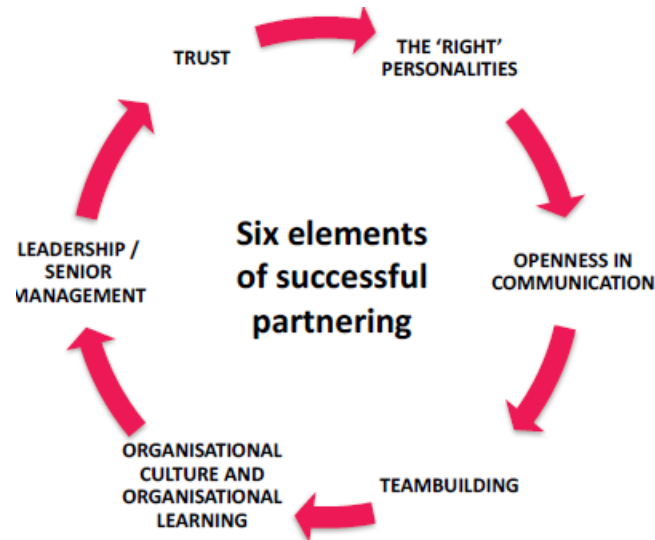 TRUST
THE ‘RIGHT’
PERSONALITIES
OPENNESS IN
COMMUNICATION
TEAMBUILDING
ORGANISATIONAL
CULTURE AND
ORGANISATIONAL
LEARNING
LEADERSHIP /
SENIOR
MANAGEMENT
Six elements
of successful
partnering